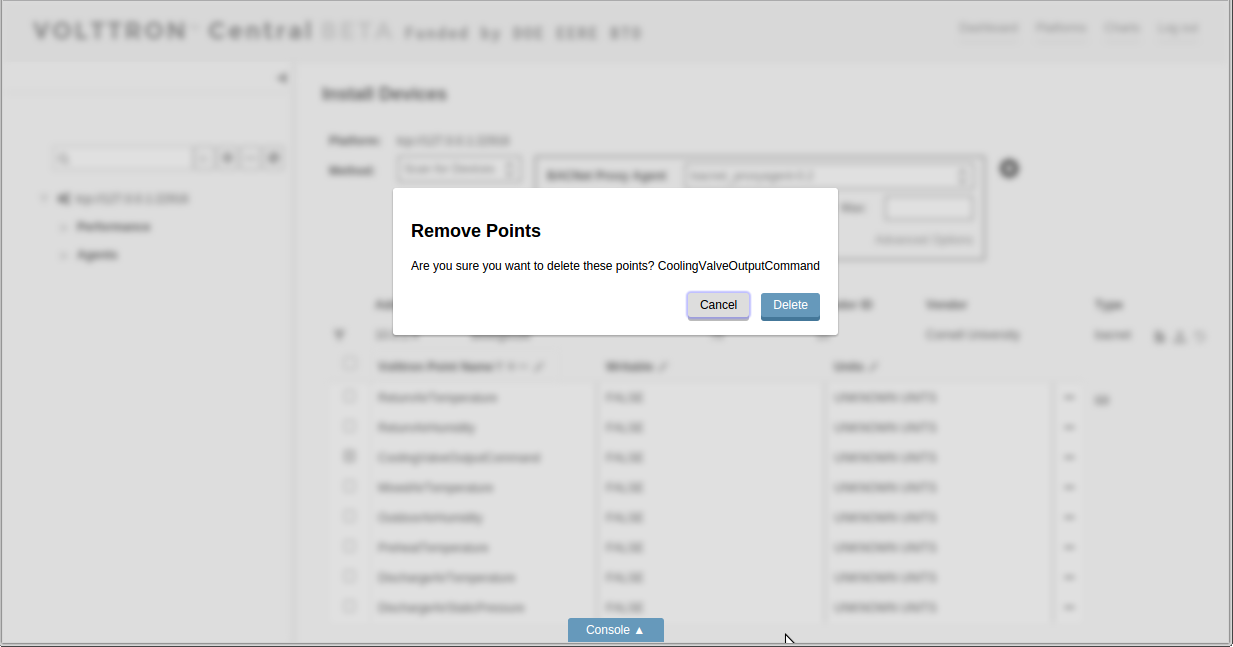 VOLTTRON Central BETA Funded by DOE EERE BTO
Dashboard Platforms Charts Log out
Install Devices
Platform: tcp://127.0.0.1:22916
Method: Scan for Devices BACNet Proxy Agent
Max
Advanced Options
Remove Points
Are you sure you want to delete these points? CoolingValveOutputCommand
Cancel Delete
Performance
Agents
Vendor Type
Cornell University bacnet
Volttron Point Name Writable Units
ReturnAirTemperature FALSE UNKNOWN UNITS
ReturnAirHumidity FALSE UNKNOWN UNITS
CoolingValveOutputCommand FALSE UNKNOWN UNITS
MixedAirTemperature FALSE UNKNOWN UNITS
OutdoorAirHumidity FALSE UNKNOWN UNITS
PreheatTemperature FALSE UNKNOWN UNITS
DischargeAirTemperature FALSE UNKNOWN UNITS
DischargeAirStaticPressure FALSE UNKNOWN UNITS
Console ▲